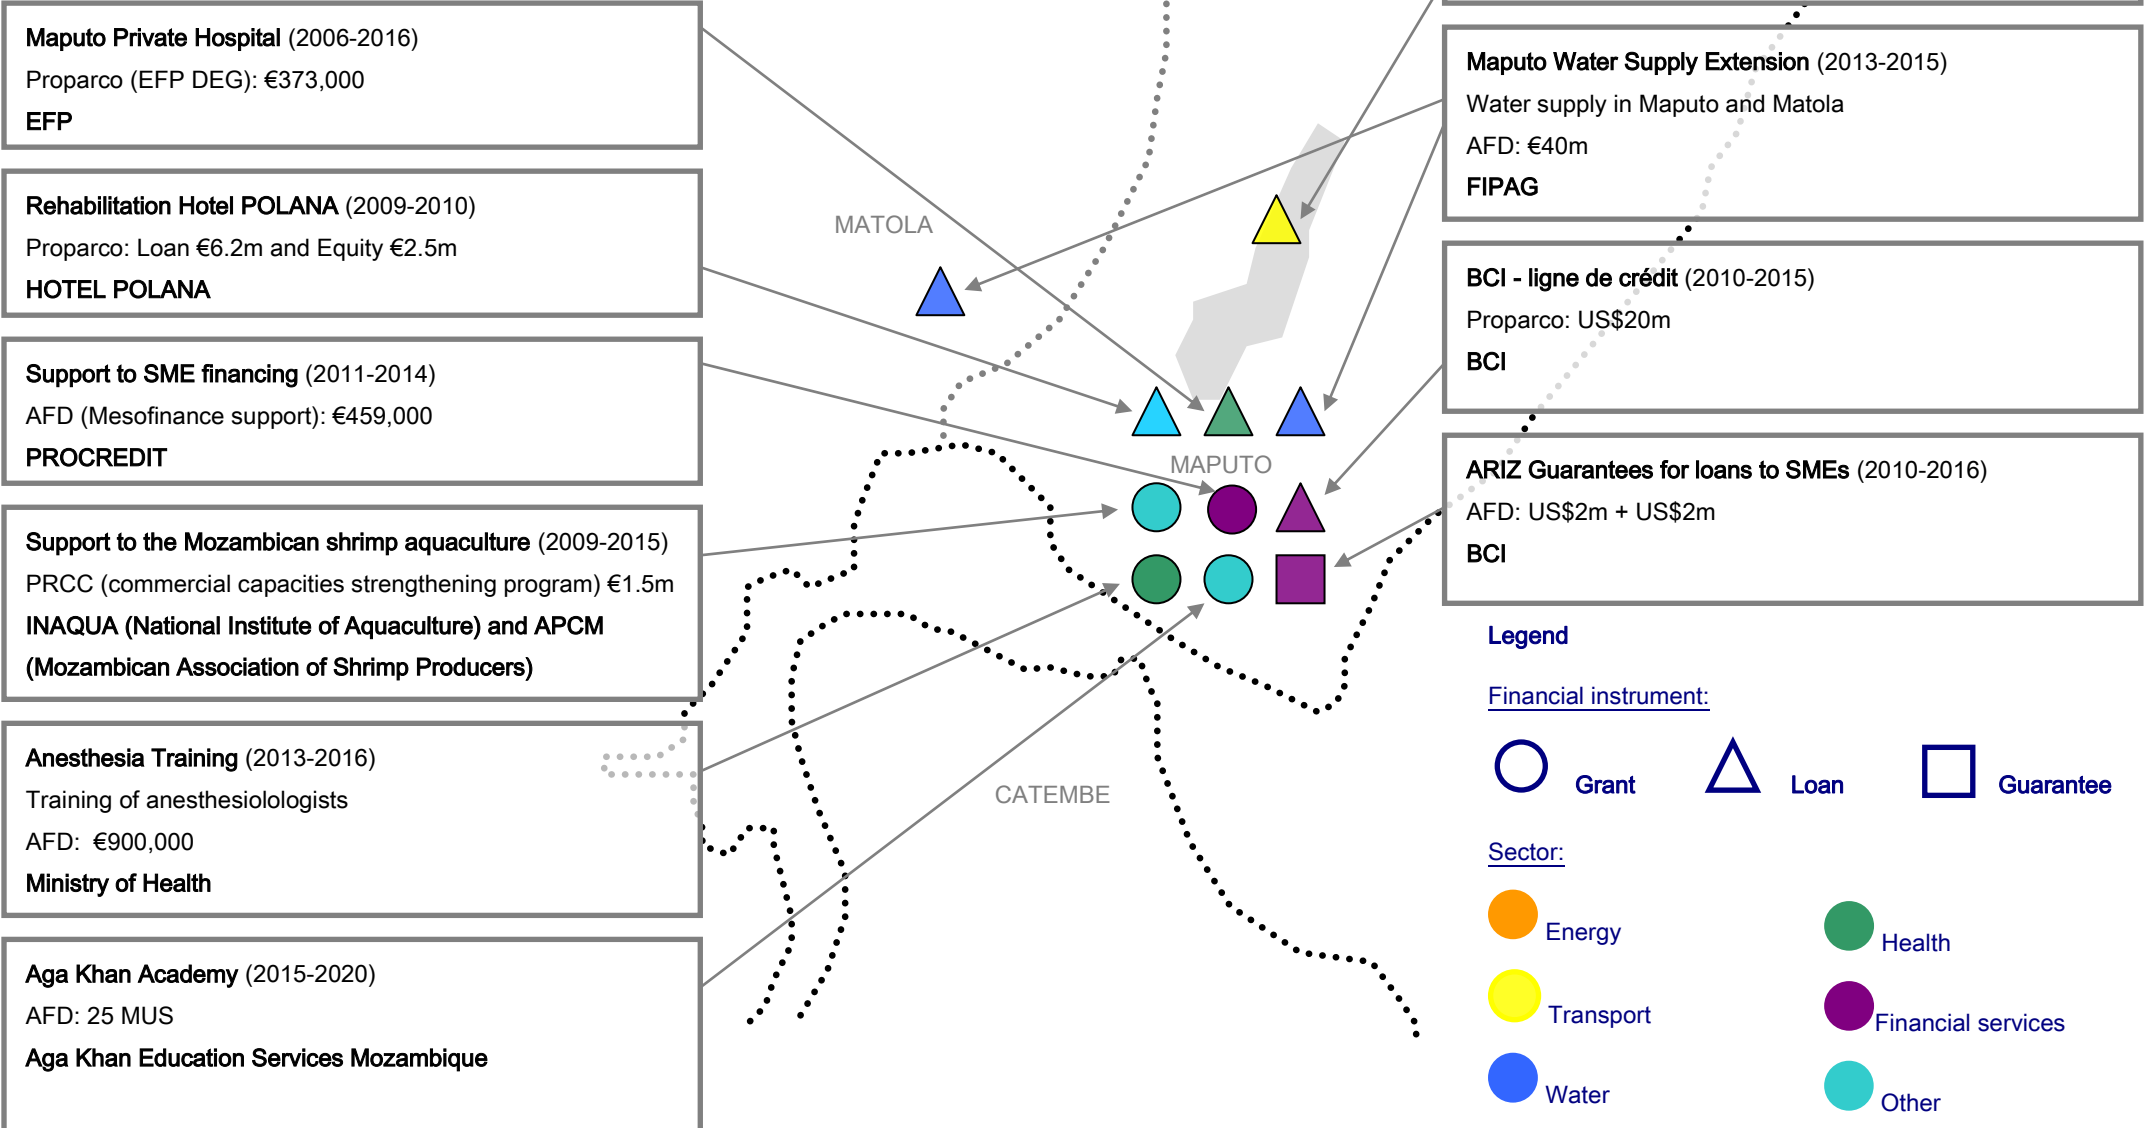 Maputo Private Hospital (2006-2016)
Proparco (EFP DEG): €373,000
EFP
Rehabilitation Hotel POLANA (2009-2010)
Proparco: Loan €6.2m and Equity €2.5m
HOTEL POLANA
Support to SME financing (2011-2014)
AFD (Mesofinance support): €459,000
PROCREDIT
Support to the Mozambican shrimp aquaculture (2009-2015)
PRCC (commercial capacities strengthening program) €1.5m
INAQUA (National Institute of Aquaculture) and APCM
(Mozambican Association of Shrimp Producers)
Anesthesia Training (2013-2016)
Training of anesthesiolologists
AFD:  €900,000
Ministry of Health
Aga Khan Academy (2015-2020)
AFD: 25 MUS
Aga Khan Education Services Mozambique
MATOLA
MAPUTO
CATEMBE
Maputo Water Supply Extension (2013-2015)
Water supply in Maputo and Matola
AFD: €40m
FIPAG
BCI - ligne de crédit (2010-2015)
Proparco: US$20m
BCI
ARIZ Guarantees for loans to SMEs (2010-2016)
AFD: US$2m + US$2m
BCI
Legend
Financial instrument:
Grant
Loan
Guarantee
Sector:
Energy
Health
Transport
Financial services
Water
Other